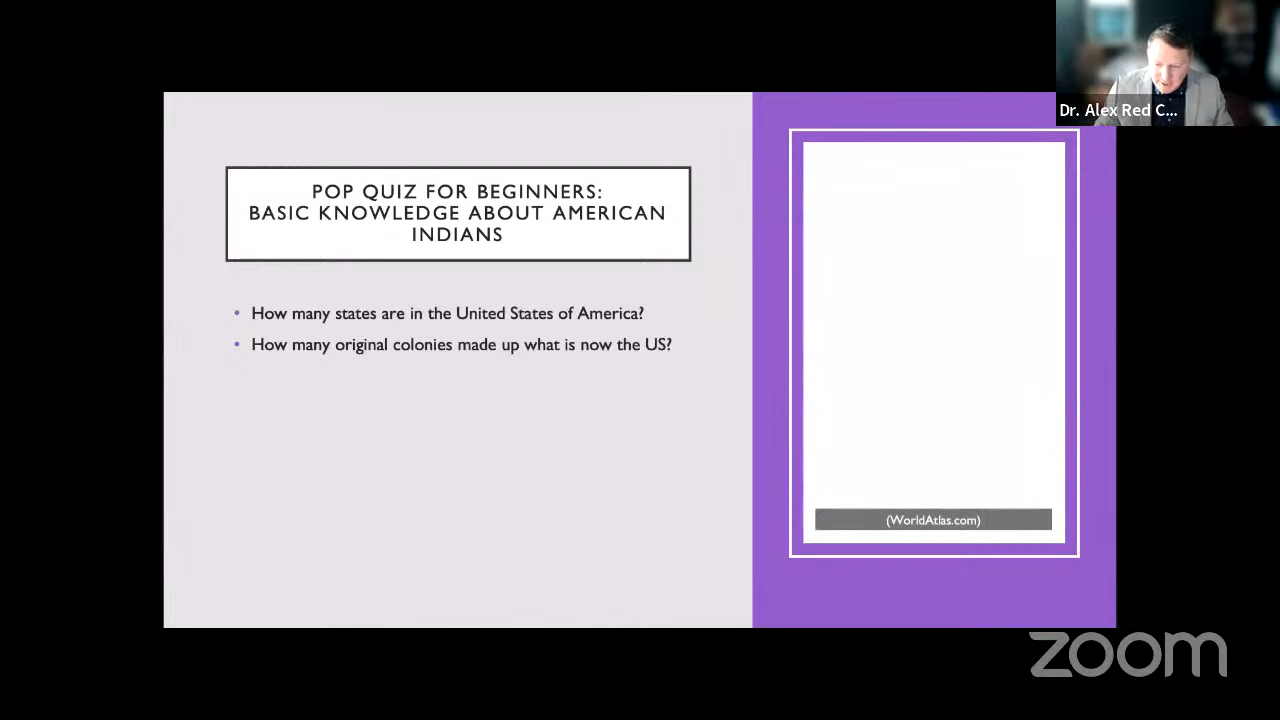 Dr. Alex Red C...
POP QUIZ FOR BEGINNERS:
BASIC KNOWLEDGE ABOUT AMERICAN
INDIANS
• How many states are in the United States of America?
• How many original colonies made up what is now the US?
(WorldAtlas.com)
zoom